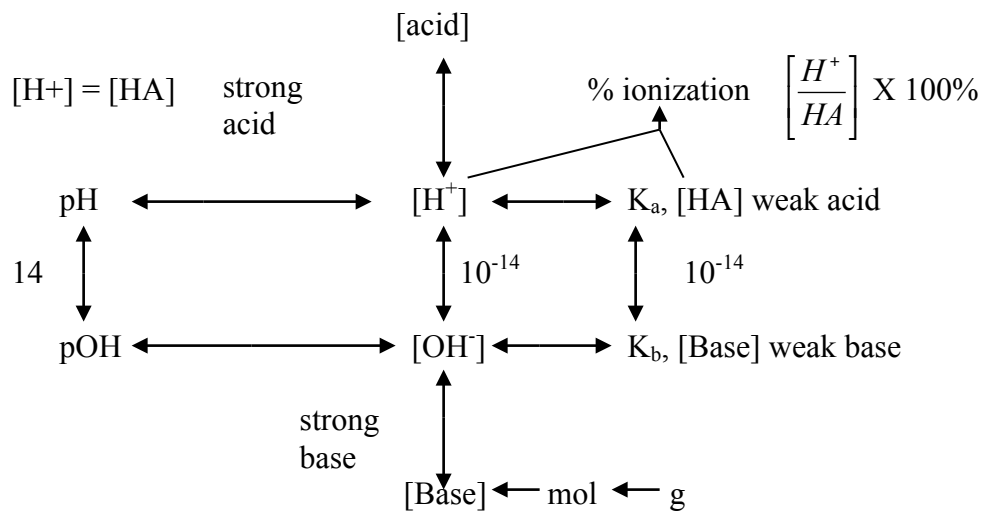 [acid]
[H+] = [HA] strong acid % ionization [H⁺/HA] X 100%
pH [H⁺] Kₐ, [HA] weak acid
14 10⁻¹⁴ 10⁻¹⁴
pOH [OH⁻] K_b, [Base] weak base
strong base
[Base] mol g